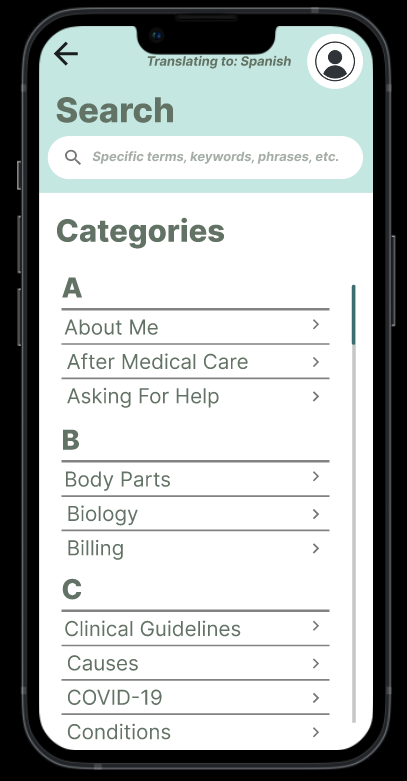 Translating to: Spanish
Search
Specific terms, keywords, phrases, etc.
Categories
A
About Me
After Medical Care
Asking For Help
B
Body Parts
Biology
Billing
C
Clinical Guidelines
Causes
COVID-19
Conditions